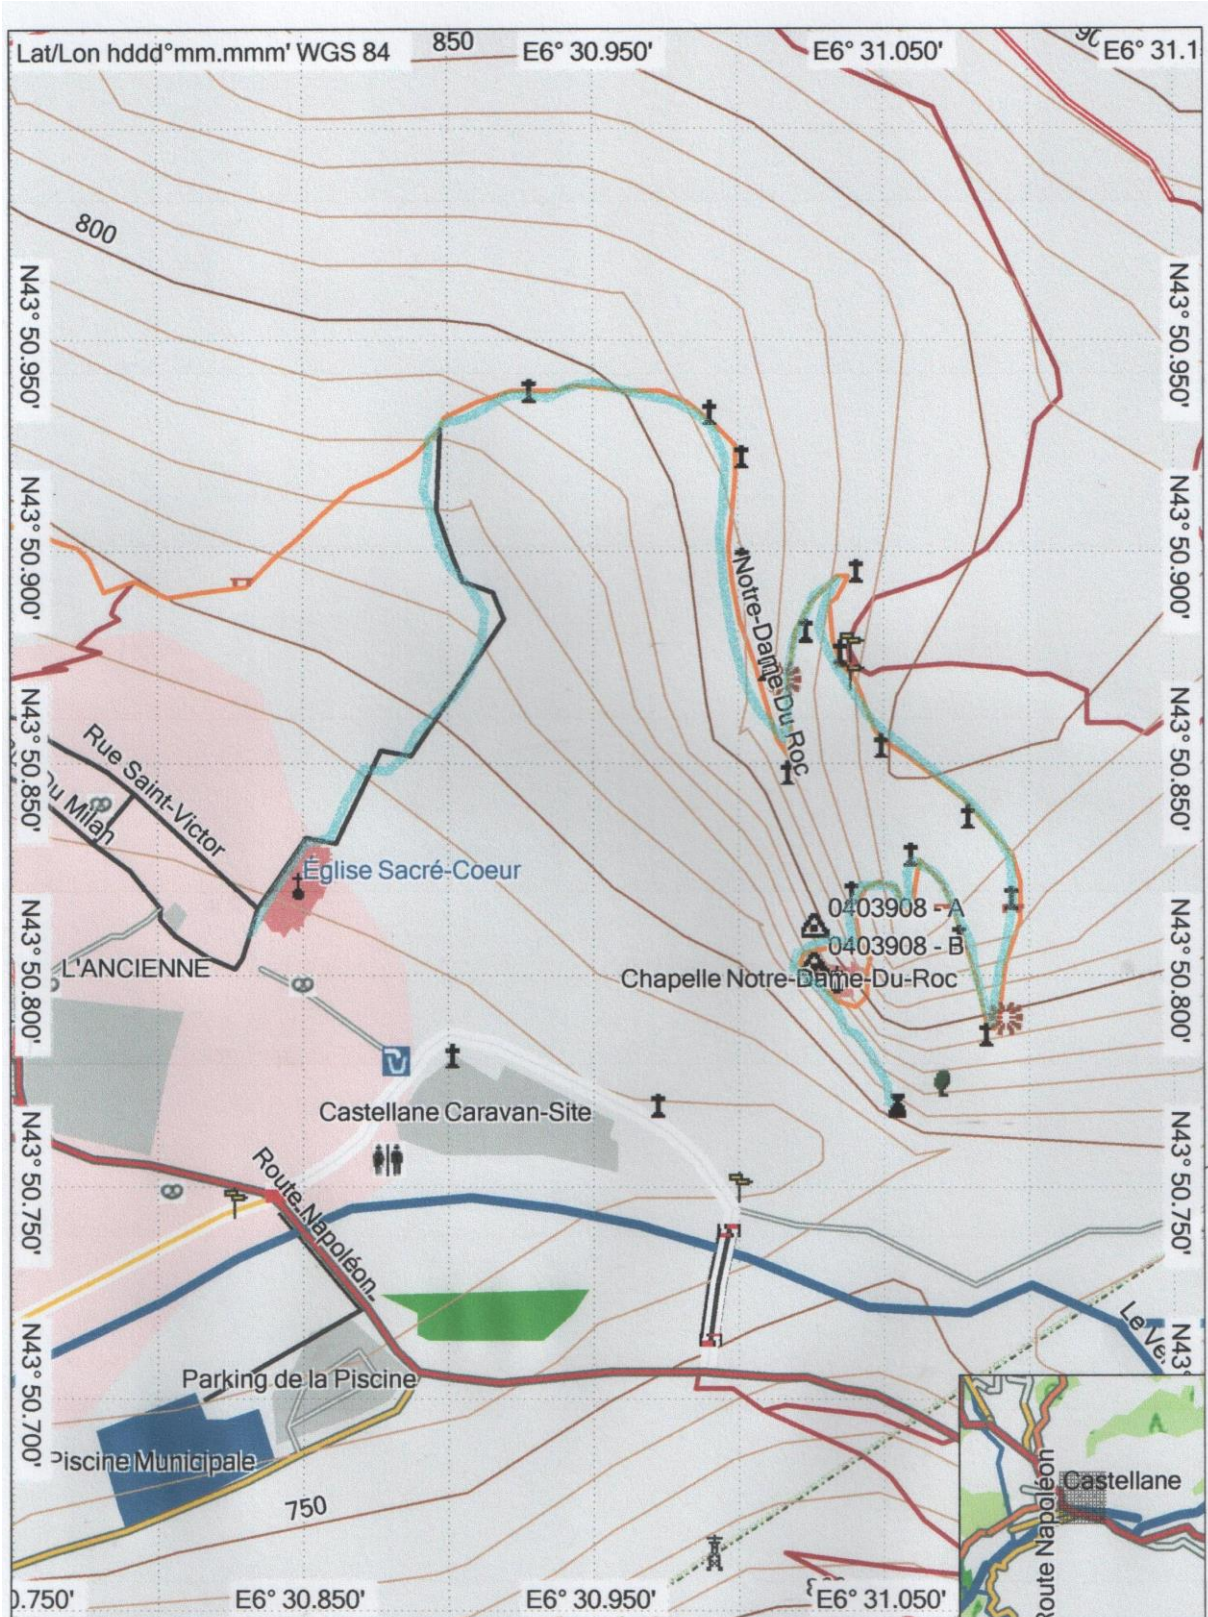 Lat/Lon hddd°mm.mmm' WGS 84
850
E6° 30.950'
E6° 31.050'
90
E6° 31.1
800
N43° 50.950'
N43° 50.950'
N43° 50.900'
N43° 50.900'
Notre-Dame-Du-Roc
N43° 50.850'
N43° 50.850'
Rue Saint-Victor
Du Milan
Église Sacré-Coeur
N43° 50.800'
N43° 50.800'
0403908 - A
0403908 - B
L'ANCIENNE
Chapelle Notre-Dame-Du-Roc
Castellane Caravan-Site
N43° 50.750'
N43° 50.750'
Route Napoléon
Le Ve
N43° 50.700'
N43°
Parking de la Piscine
Piscine Municipale
Castellane
Route Napoléon
750
0.750'
E6° 30.850'
E6° 30.950'
E6° 31.050'